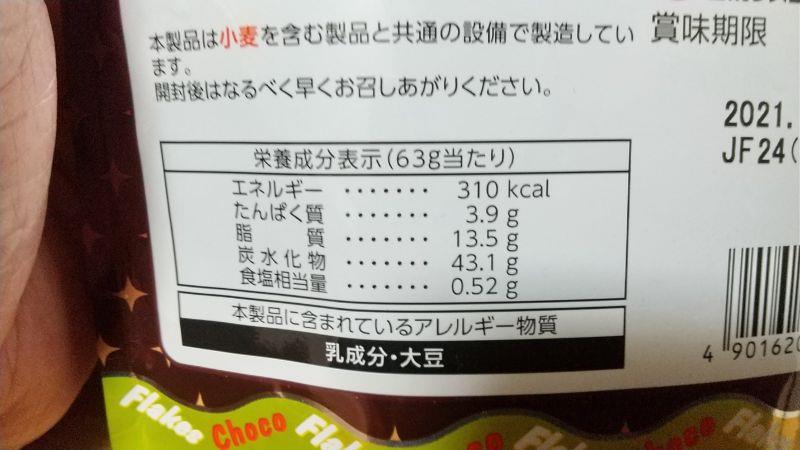 本製品は小麦を含む製品と共通の設備で製造してい
ます。
開封後はなるべく早くお召しあがりください。
賞味期限
2021.
JF24(
栄養成分表示(63g当たり)
エネルギー ······· 310 kcal
たんぱく質 ······· 3.9 g
脂 質 ······· 13.5 g
炭水化物 ······· 43.1 g
食塩相当量 ······· 0.52 g
本製品に含まれているアレルギー物質
乳成分・大豆
4 901620
Flakes Choco Fla
co Flakes Choco